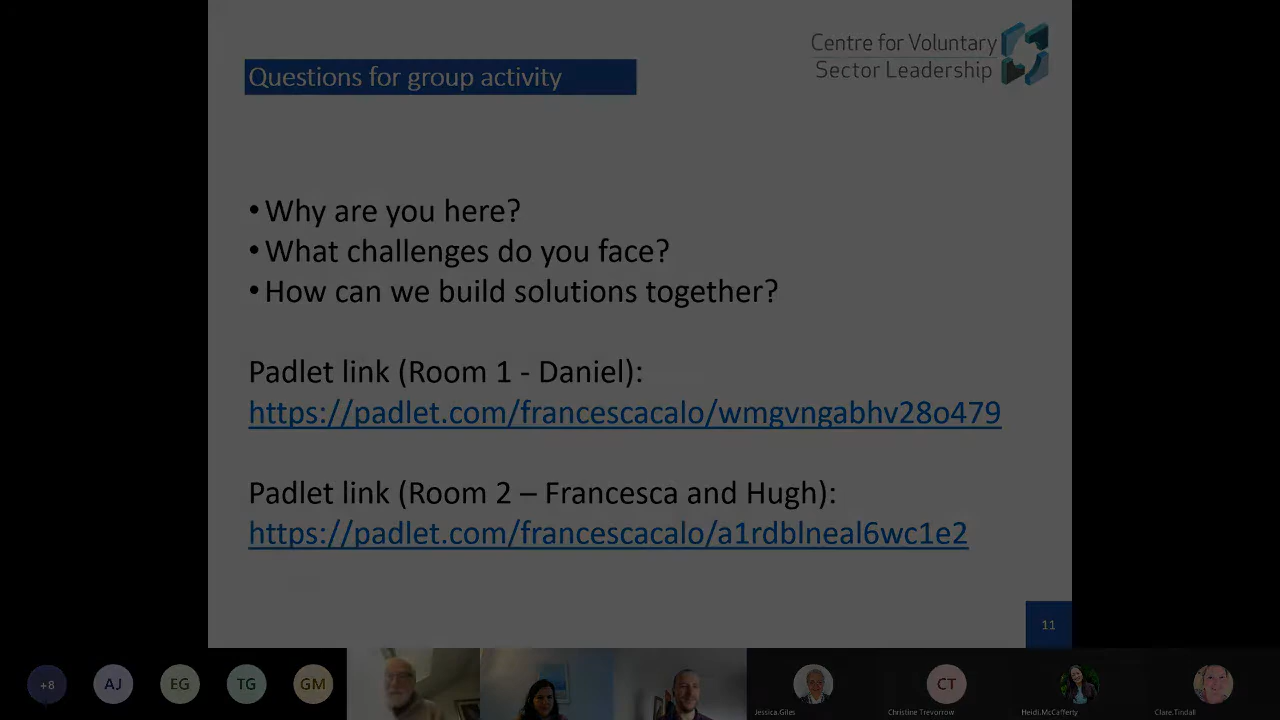 Centre for Voluntary
Sector Leadership
Questions for group activity
• Why are you here?
• What challenges do you face?
• How can we build solutions together?
Padlet link (Room 1 - Daniel):
https://padlet.com/francescacalo/wmgvngabhv28o479
Padlet link (Room 2 – Francesca and Hugh):
https://padlet.com/francescacalo/a1rdblneal6wc1e2
11
+8
AJ
EG
TG
GM
CT
Jessica.Giles
Christine Trevorrow
Heidi.McCafferty
Clare.Tindall